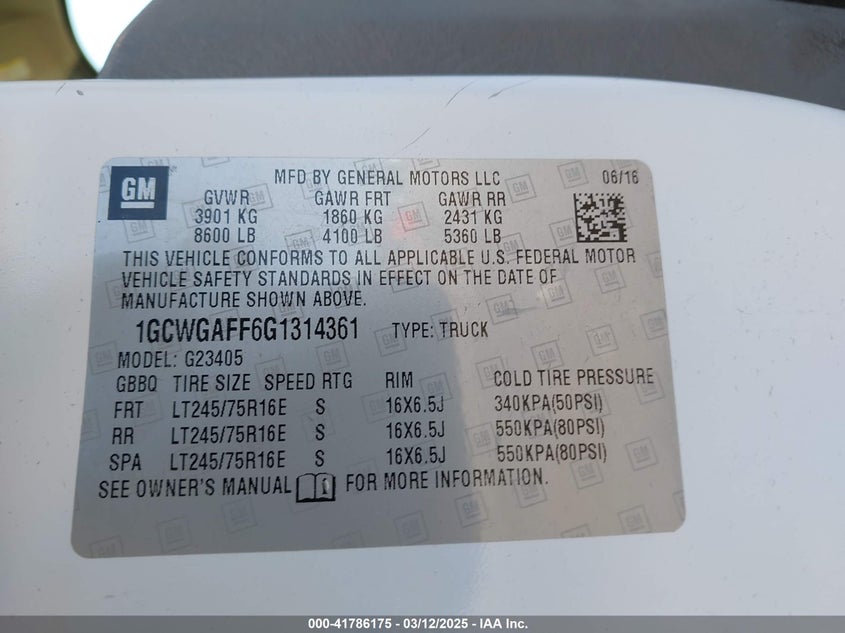 GM
MFD BY GENERAL MOTORS LLC 06/16
GVWR GAWR FRT GAWR RR
3901 KG 1860 KG 2431 KG
8600 LB 4100 LB 5360 LB
THIS VEHICLE CONFORMS TO ALL APPLICABLE U.S. FEDERAL MOTOR
VEHICLE SAFETY STANDARDS IN EFFECT ON THE DATE OF
MANUFACTURE SHOWN ABOVE.
1GCWGAFF6G1314361 TYPE: TRUCK
MODEL: G23405
GBBQ TIRE SIZE SPEED RTG RIM COLD TIRE PRESSURE
FRT LT245/75R16E S 16X6.5J 340KPA(50PSI)
RR LT245/75R16E S 16X6.5J 550KPA(80PSI)
SPA LT245/75R16E S 16X6.5J 550KPA(80PSI)
SEE OWNER'S MANUAL FOR MORE INFORMATION.
000-41786175 - 03/12/2025 - IAA Inc.